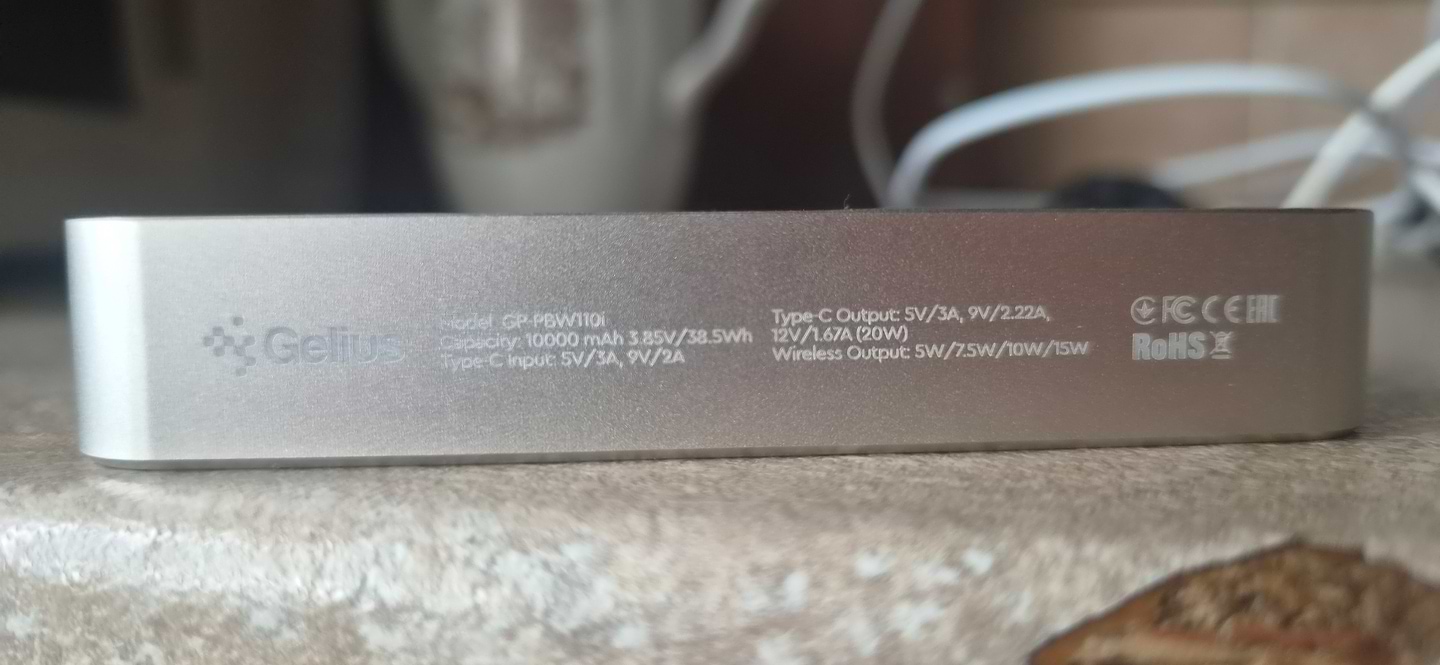 Gelius
Model GP-PBW110i
Capacity: 10000 mAh 3.85V/38.5Wh
Type-C Input: 5V/3A, 9V/2A
Type-C Output: 5V/3A, 9V/2.22A,
12V/1.67A (20W)
Wireless Output: 5W/7.5W/10W/15W
FC CE EAC
RoHS